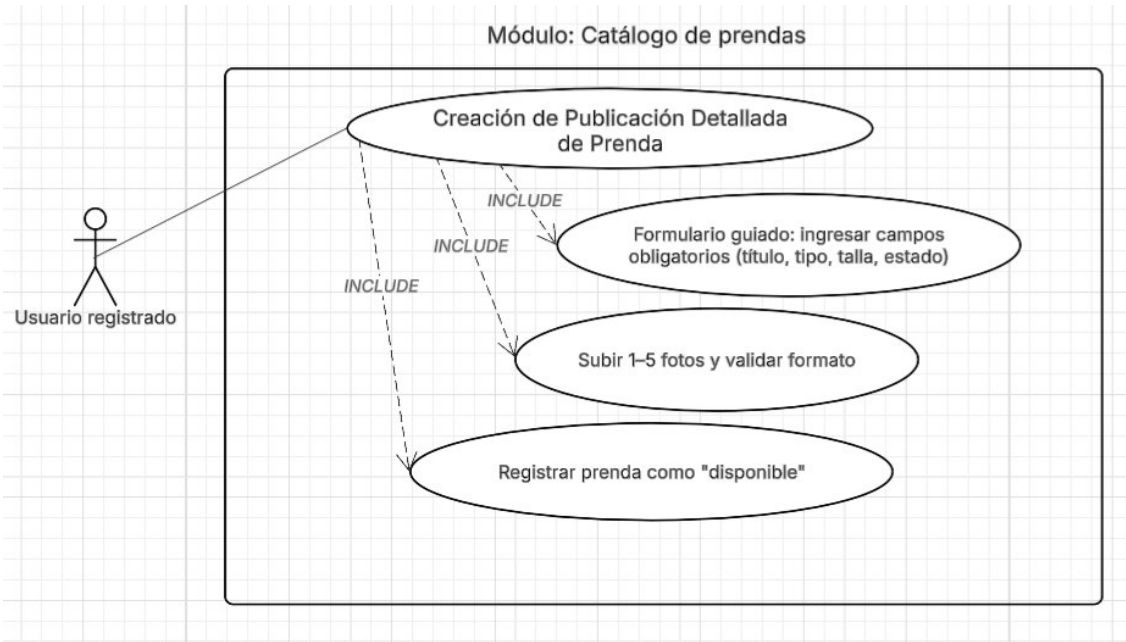 Módulo: Catálogo de prendas
Creación de Publicación Detallada
de Prenda
INCLUDE
Formulario guiado: ingresar campos
obligatorios (título, tipo, talla, estado)
INCLUDE
INCLUDE
Usuario registrado
Subir 1–5 fotos y validar formato
Registrar prenda como "disponible"